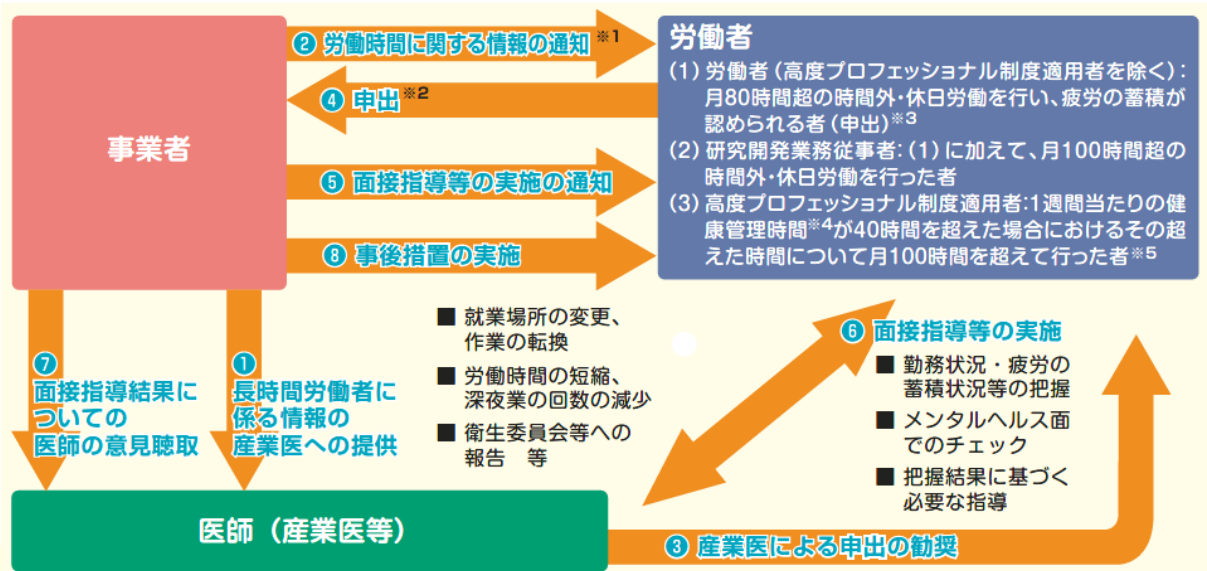 事業者
❷ 労働時間に関する情報の通知※1
❹ 申出※2
❺ 面接指導等の実施の通知
❽ 事後措置の実施
労働者
(1) 労働者(高度プロフェッショナル制度適用者を除く):
月80時間超の時間外・休日労働を行い、疲労の蓄積が
認められる者(申出)※3
(2) 研究開発業務従事者:(1)に加えて、月100時間超の
時間外・休日労働を行った者
(3) 高度プロフェッショナル制度適用者:1週間当たりの健
康管理時間※4が40時間を超えた場合におけるその超
えた時間について月100時間を超えて行った者※5
❼
面接指導結果に
ついての
医師の意見聴取
❶
長時間労働者に
係る情報の
産業医への提供
■ 就業場所の変更、
作業の転換
■ 労働時間の短縮、
深夜業の回数の減少
■ 衛生委員会等への
報告 等
❻ 面接指導等の実施
■ 勤務状況・疲労の
蓄積状況等の把握
■ メンタルヘルス面
でのチェック
■ 把握結果に基づく
必要な指導
医師(産業医等)
❸ 産業医による申出の勧奨